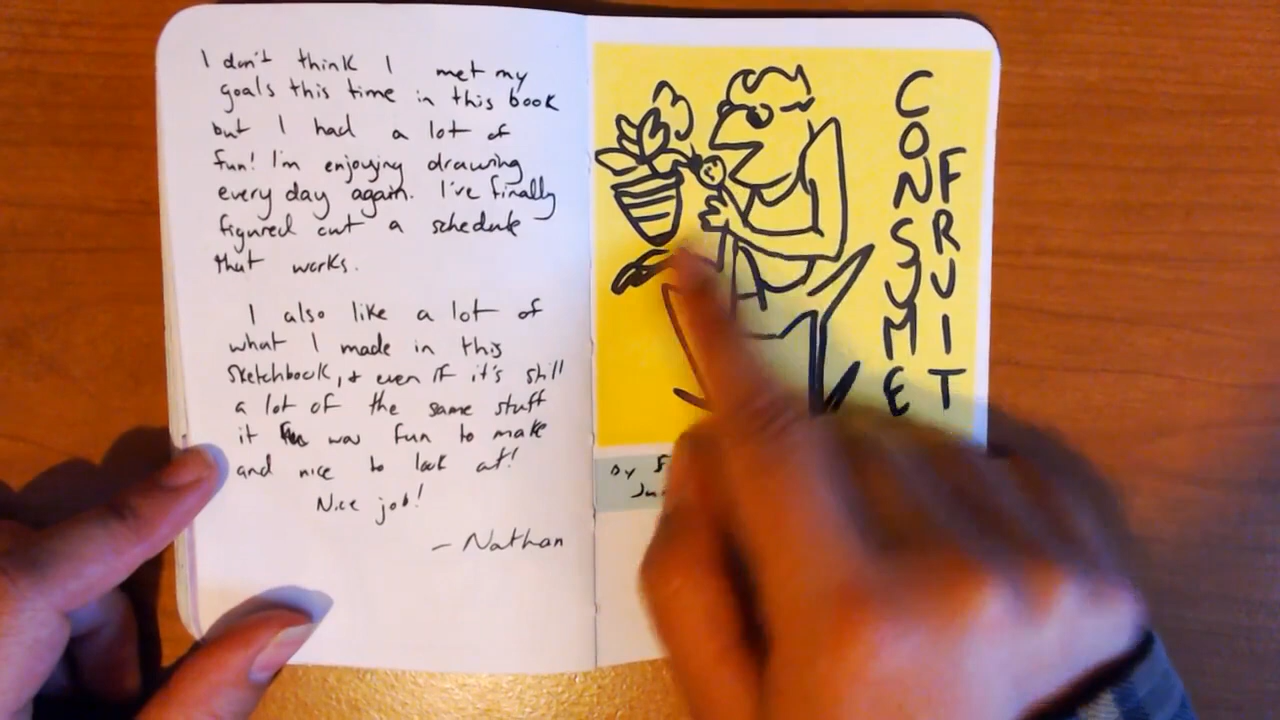 I don't think I met my
goals this time in this book
but I had a lot of
fun! I'm enjoying drawing
every day again. I've finally
figured out a schedule
that works.
I also like a lot of
what I made in this
sketchbook, & even if it's still
a lot of the same stuff
it was fun to make
and nice to look at!
Nice job!
- Nathan
CONSUME
FRUIT
By